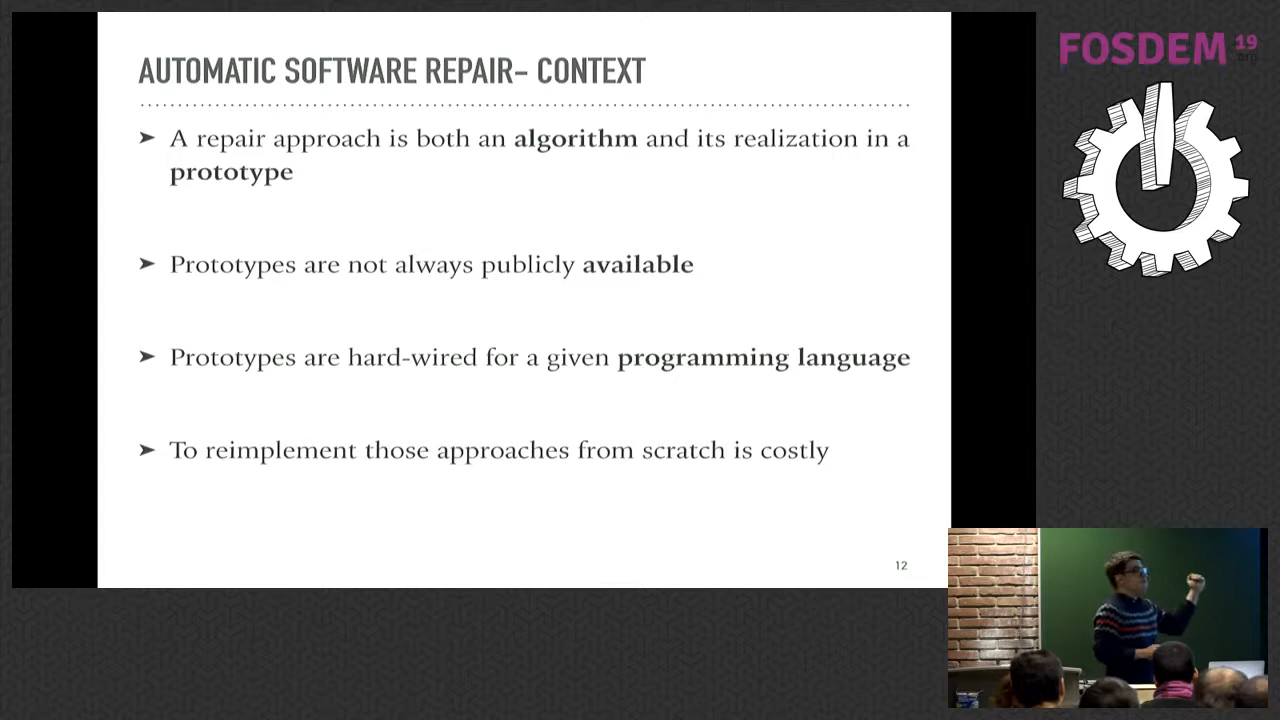 AUTOMATIC SOFTWARE REPAIR– CONTEXT
➤ A repair approach is both an algorithm and its realization in a
prototype
➤ Prototypes are not always publicly available
➤ Prototypes are hard-wired for a given programming language
➤ To reimplement those approaches from scratch is costly
12
FOSDEM 19
.org